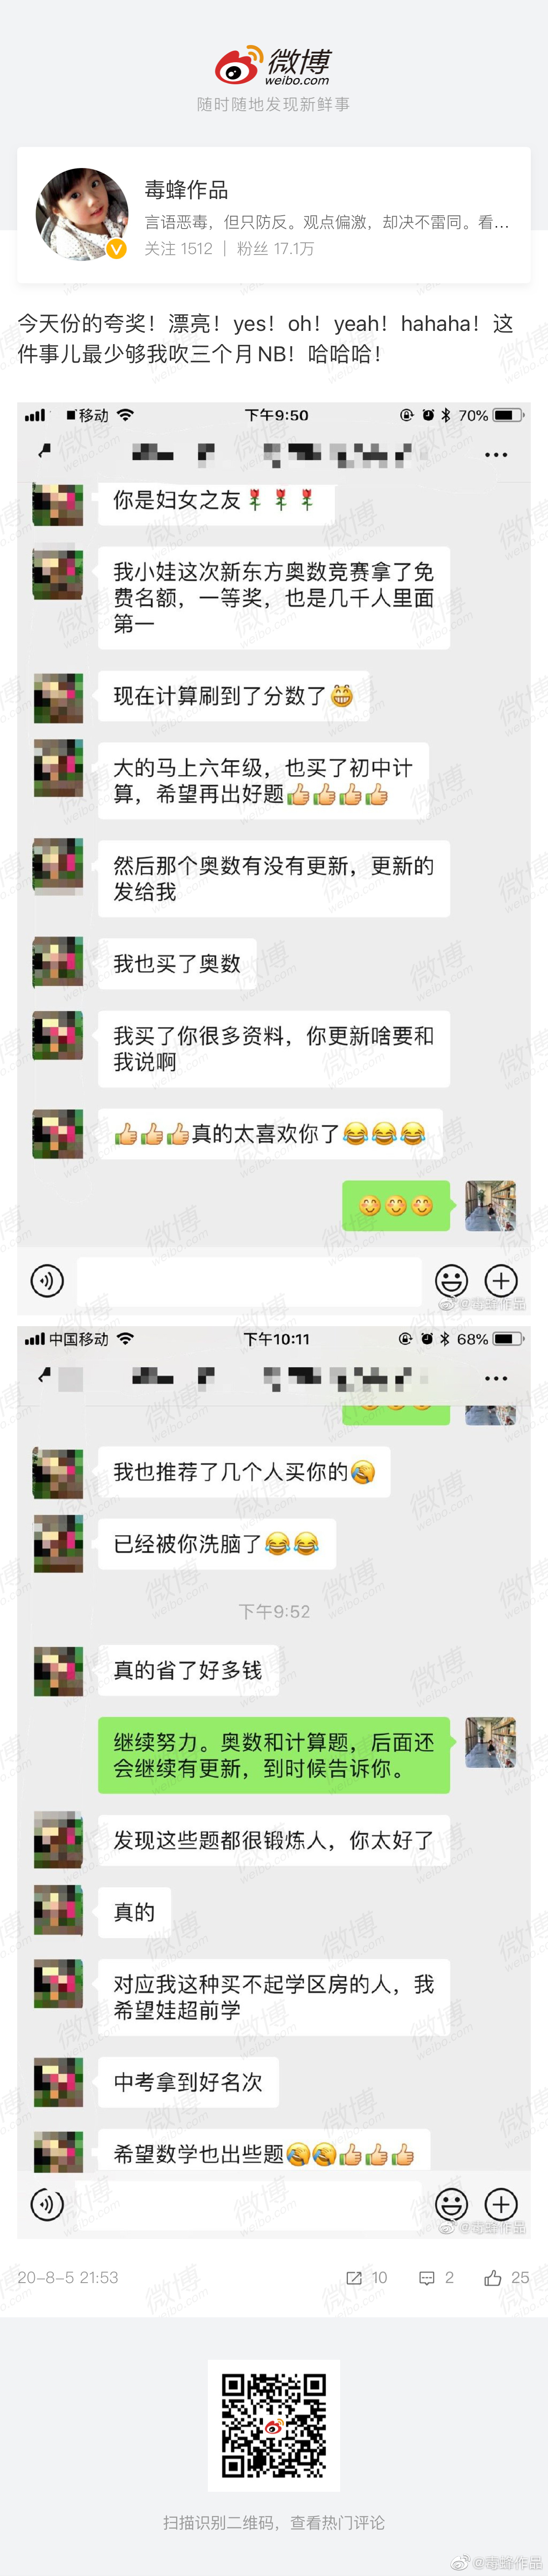 微博
weibo.com
随时随地发现新鲜事
毒蜂作品
言语恶毒，但只防反。观点偏激，却决不雷同。看...
关注 1512 | 粉丝 17.1万
今天份的夸奖！漂亮！yes！oh！yeah！hahaha！这
件事儿最少够我吹三个月NB！哈哈哈！
移动 下午9:50 70%
你是妇女之友🌹🌹🌹
我小娃这次新东方奥数竞赛拿了免
费名额，一等奖，也是几千人里面
第一
现在计算刷到了分数了😁
大的马上六年级，也买了初中计
算，希望再出好题👍👍👍👍
然后那个奥数有没有更新，更新的
发给我
我也买了奥数
我买了你很多资料，你更新啥要和
我说啊
👍👍👍真的太喜欢你了😂😂😂
😊😊😊
@毒蜂作品
中国移动 下午10:11 68%
我也推荐了几个人买你的🤣
已经被你洗脑了😂😂
下午9:52
真的省了好多钱
继续努力。奥数和计算题，后面还
会继续有更新，到时候告诉你。
发现这些题都很锻炼人，你太好了
真的
对应我这种买不起学区房的人，我
希望娃超前学
中考拿到好名次
希望数学也出些题🤣🤣👍👍👍
@毒蜂作品
20-8-5 21:53 10 2 25
扫描识别二维码，查看热门评论
@毒蜂作品